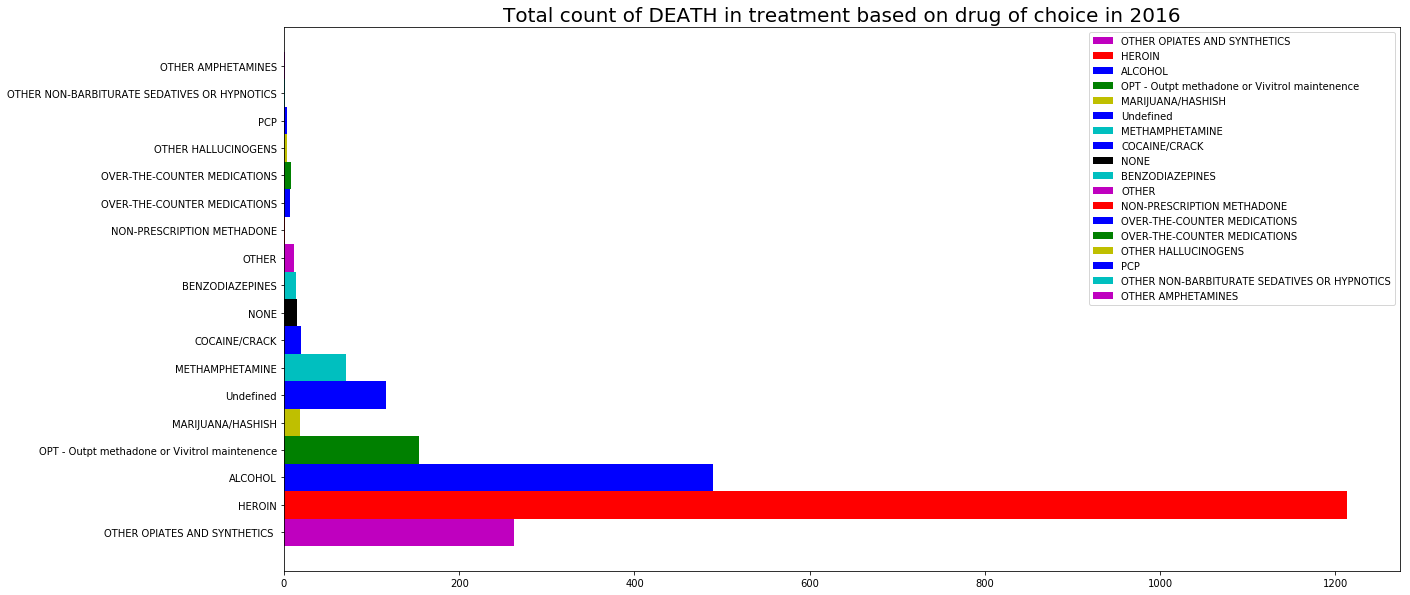 Total count of DEATH in treatment based on drug of choice in 2016
OTHER AMPHETAMINES
OTHER NON-BARBITURATE SEDATIVES OR HYPNOTICS
PCP
OTHER HALLUCINOGENS
OVER-THE-COUNTER MEDICATIONS
OVER-THE-COUNTER MEDICATIONS
NON-PRESCRIPTION METHADONE
OTHER
BENZODIAZEPINES
NONE
COCAINE/CRACK
METHAMPHETAMINE
Undefined
MARIJUANA/HASHISH
OPT - Outpt methadone or Vivitrol maintenence
ALCOHOL
HEROIN
OTHER OPIATES AND SYNTHETICS
0 200 400 600 800 1000 1200
OTHER OPIATES AND SYNTHETICS
HEROIN
ALCOHOL
OPT - Outpt methadone or Vivitrol maintenence
MARIJUANA/HASHISH
Undefined
METHAMPHETAMINE
COCAINE/CRACK
NONE
BENZODIAZEPINES
OTHER
NON-PRESCRIPTION METHADONE
OVER-THE-COUNTER MEDICATIONS
OVER-THE-COUNTER MEDICATIONS
OTHER HALLUCINOGENS
PCP
OTHER NON-BARBITURATE SEDATIVES OR HYPNOTICS
OTHER AMPHETAMINES